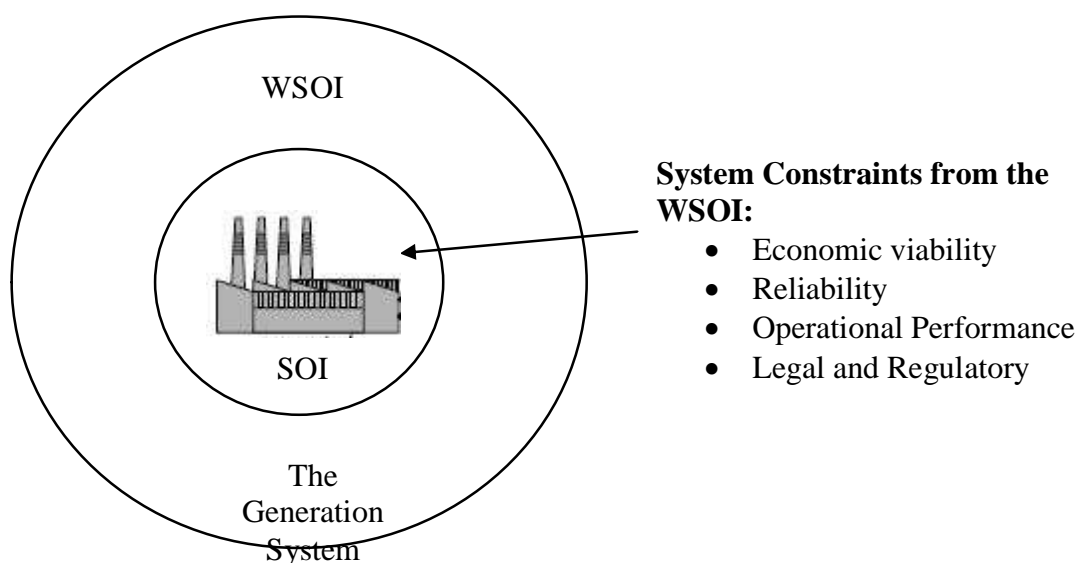 WSOI
SOI
The
Generation
System
System Constraints from the
WSOI:
• Economic viability
• Reliability
• Operational Performance
• Legal and Regulatory